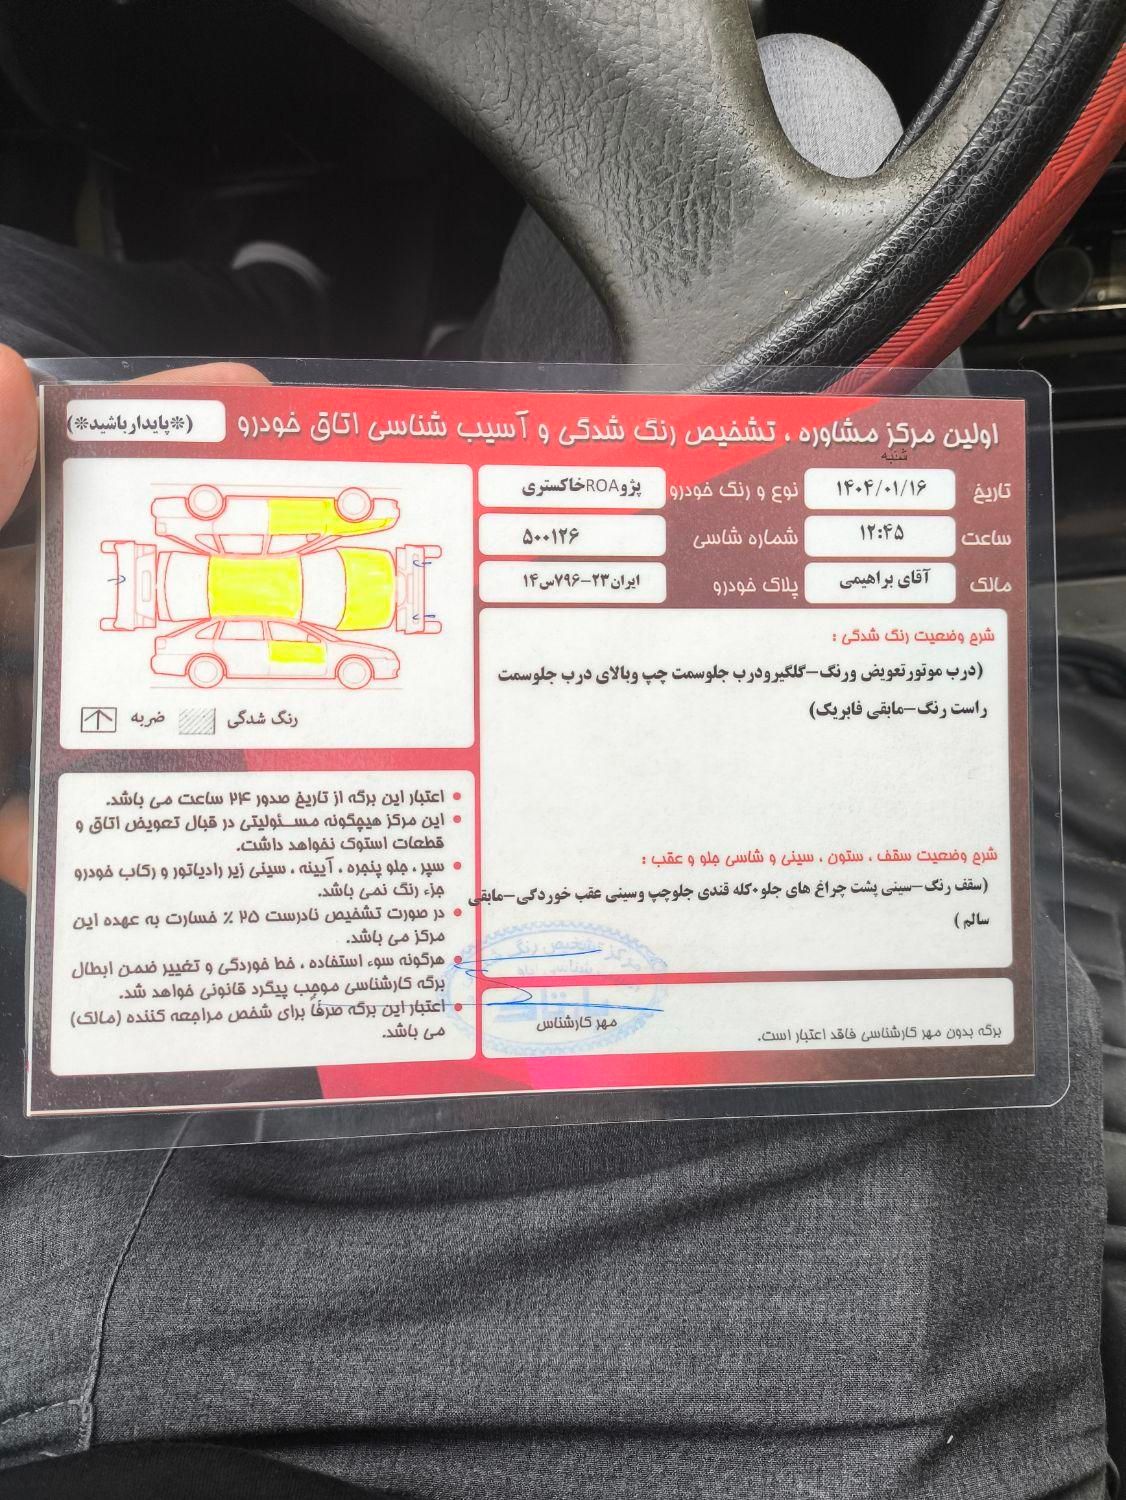 اولین مرکز مشاوره ، تشخیص رنگ شدگی و آسیب شناسی اتاق خودرو
(*پایدارباشید*)
شنبه
تاریخ ۱۴۰۴/۰۱/۱۶ نوع و رنگ خودرو پژوROAخاکستری
ساعت ۱۲:۴۵ شماره شاسی ۵۰۰۱۲۶
مالک آقای براهیمی پلاک خودرو ایران۲۳-۷۹۶س۱۴
شرح وضعیت رنگ شدگی :
(درب موتورتعویض ورنگ-گلگیرودرب جلوسمت چپ وبالای درب جلوسمت
راست رنگ-مابقی فابریک)
شرح وضعیت سقف ، ستون ، سینی و شاسی جلو و عقب :
(سقف رنگ-سینی پشت چراغ های جلو+کله قندی جلوچپ وسینی عقب خوردگی-مابقی
سالم )
برگه بدون مهر کارشناسی فاقد اعتبار است.
مهر کارشناس
مرکز تشخیص رنگ
رنگ شدگی
ضربه
• اعتبار این برگه از تاریخ صدور ۲۴ ساعت می باشد.
• این مرکز هیچگونه مسئولیتی در قبال تعویض اتاق و
قطعات استوک نخواهد داشت.
• سپر ، جلو پنجره ، آیینه ، سینی زیر رادیاتور و رکاب خودرو
جزء رنگ نمی باشد.
• در صورت تشخیص نادرست ۲۵ ٪ خسارت به عهده این
مرکز می باشد.
• هرگونه سوء استفاده ، خط خوردگی و تغییر ضمن ابطال
برگه کارشناسی موجب پیگرد قانونی خواهد شد.
• اعتبار این برگه صرفاً برای شخص مراجعه کننده (مالک)
می باشد.